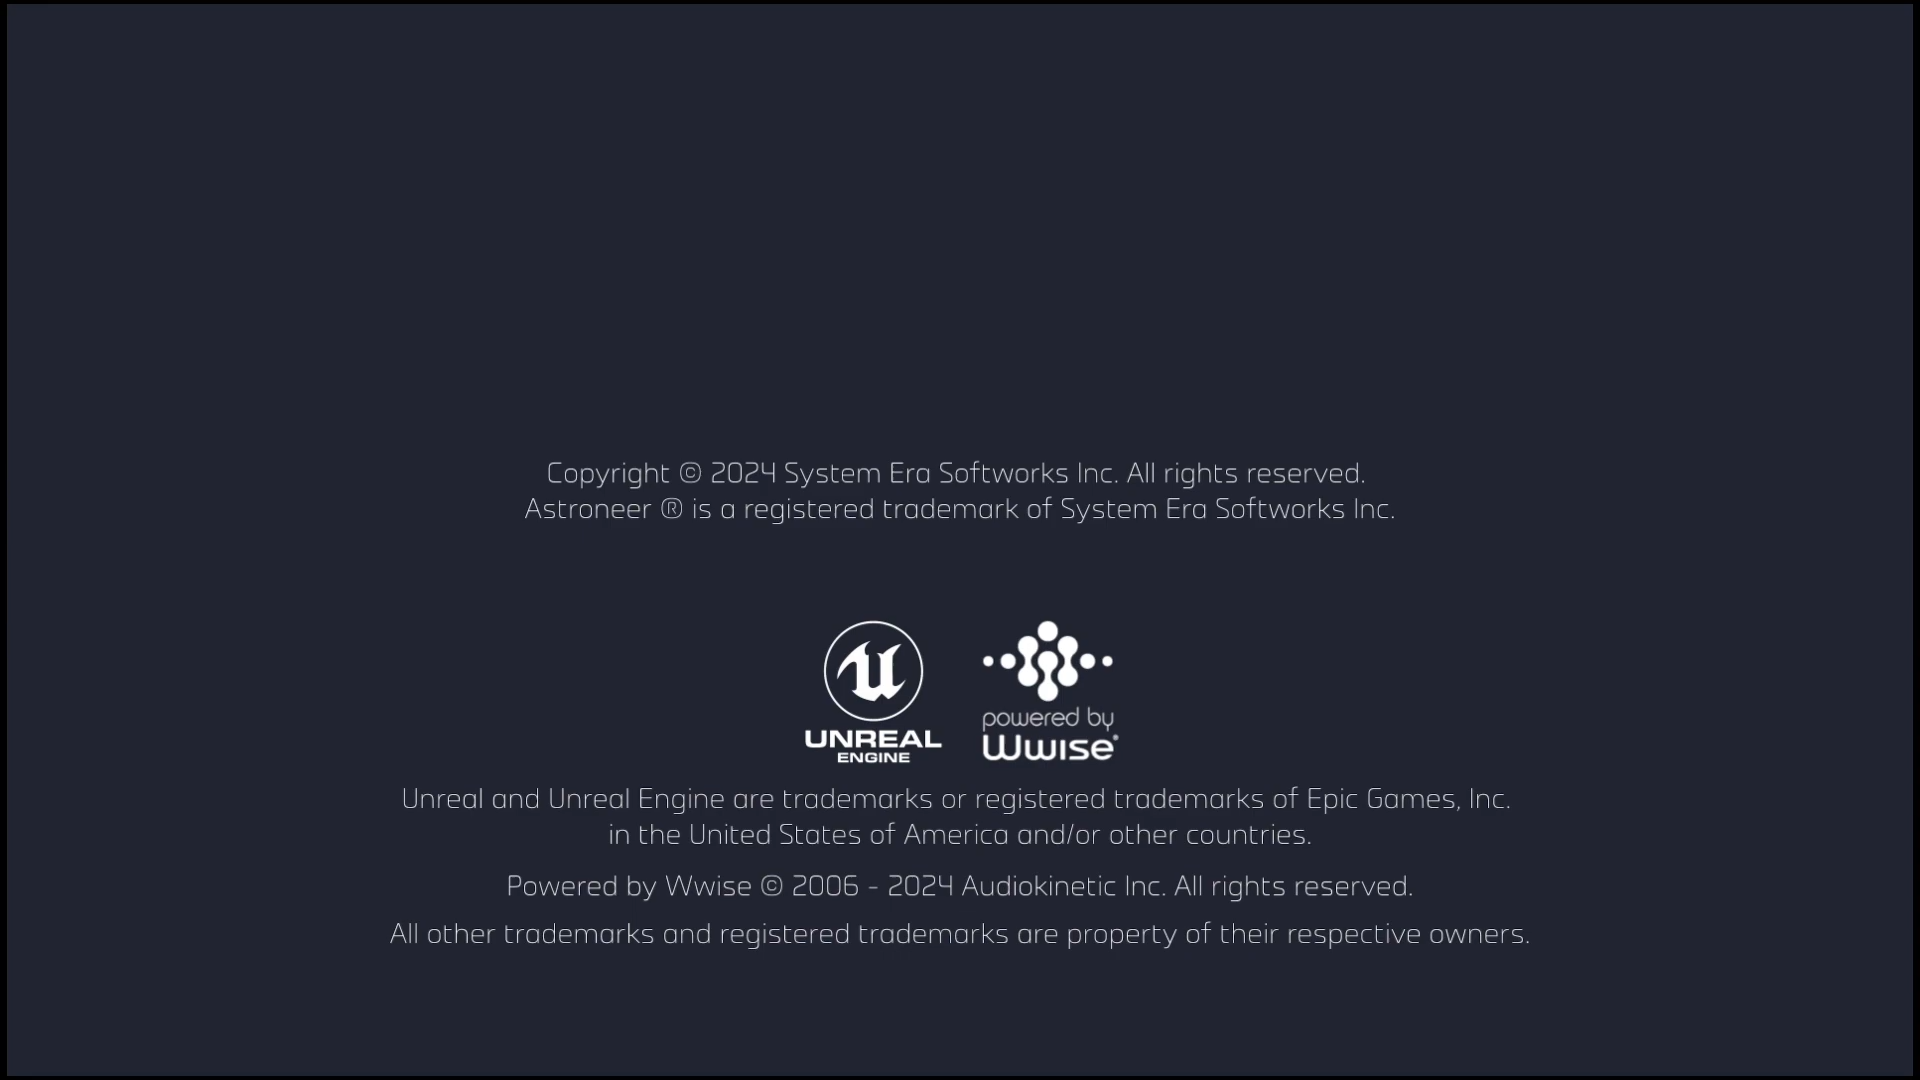 Copyright © 2024 System Era Softworks Inc. All rights reserved.
Astroneer ® is a registered trademark of System Era Softworks Inc.
UNREAL
ENGINE
powered by
Wwise®
Unreal and Unreal Engine are trademarks or registered trademarks of Epic Games, Inc.
in the United States of America and/or other countries.
Powered by Wwise © 2006 - 2024 Audiokinetic Inc. All rights reserved.
All other trademarks and registered trademarks are property of their respective owners.